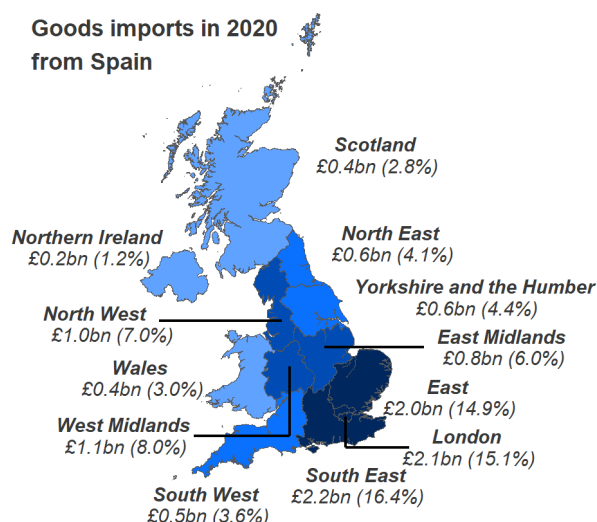 Goods imports in 2020
from Spain
Scotland
£0.4bn (2.8%)
Northern Ireland
£0.2bn (1.2%)
North East
£0.6bn (4.1%)
Yorkshire and the Humber
£0.6bn (4.4%)
North West
£1.0bn (7.0%)
East Midlands
£0.8bn (6.0%)
Wales
£0.4bn (3.0%)
East
£2.0bn (14.9%)
West Midlands
£1.1bn (8.0%)
London
£2.1bn (15.1%)
South East
£2.2bn (16.4%)
South West
£0.5bn (3.6%)